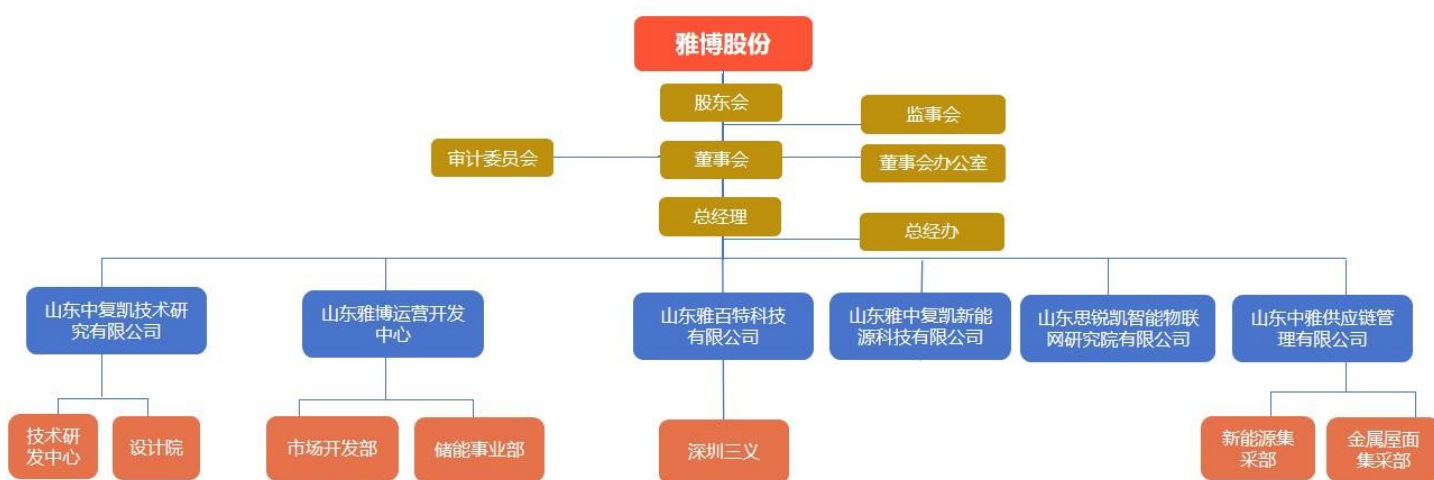 雅博股份
股东会
监事会
审计委员会
董事会
董事会办公室
总经理
总经办
山东中复凯技术研
究有限公司
山东雅博运营开发
中心
山东雅百特科技
有限公司
山东雅中复凯新能
源科技有限公司
山东思锐凯智能物联
网研究院有限公司
山东中雅供应链管
理有限公司
技术研
发中心
设计院
市场开发部
储能事业部
深圳三义
新能源集
采部
金属屋面
集采部